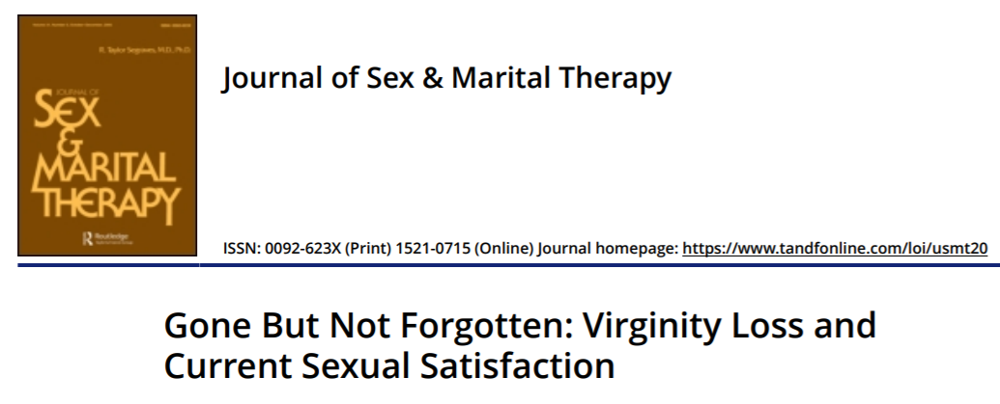 R. Taylor Segraves, M.D., Ph.D.
JOURNAL OF
SEX
&
MARITAL
THERAPY
Routledge
Journal of Sex & Marital Therapy
ISSN: 0092-623X (Print) 1521-0715 (Online) Journal homepage: https://www.tandfonline.com/loi/usmt20
Gone But Not Forgotten: Virginity Loss and
Current Sexual Satisfaction